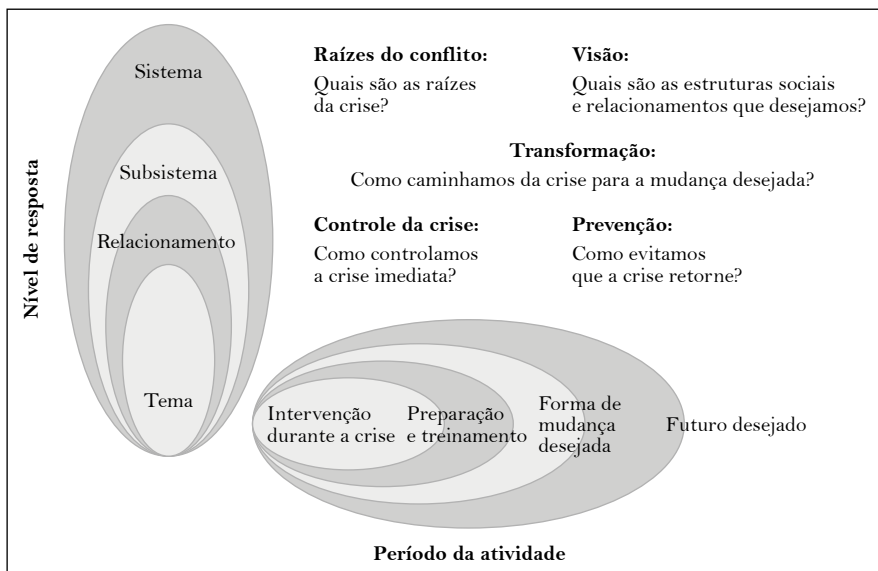 Nível de resposta
Sistema
Subsistema
Relacionamento
Tema
Raízes do conflito:
Quais são as raízes
da crise?
Visão:
Quais são as estruturas sociais
e relacionamentos que desejamos?
Transformação:
Como caminhamos da crise para a mudança desejada?
Controle da crise:
Como controlamos
a crise imediata?
Prevenção:
Como evitamos
que a crise retorne?
Intervenção
durante a crise
Preparação
e treinamento
Forma de
mudança
desejada
Futuro desejado
Período da atividade